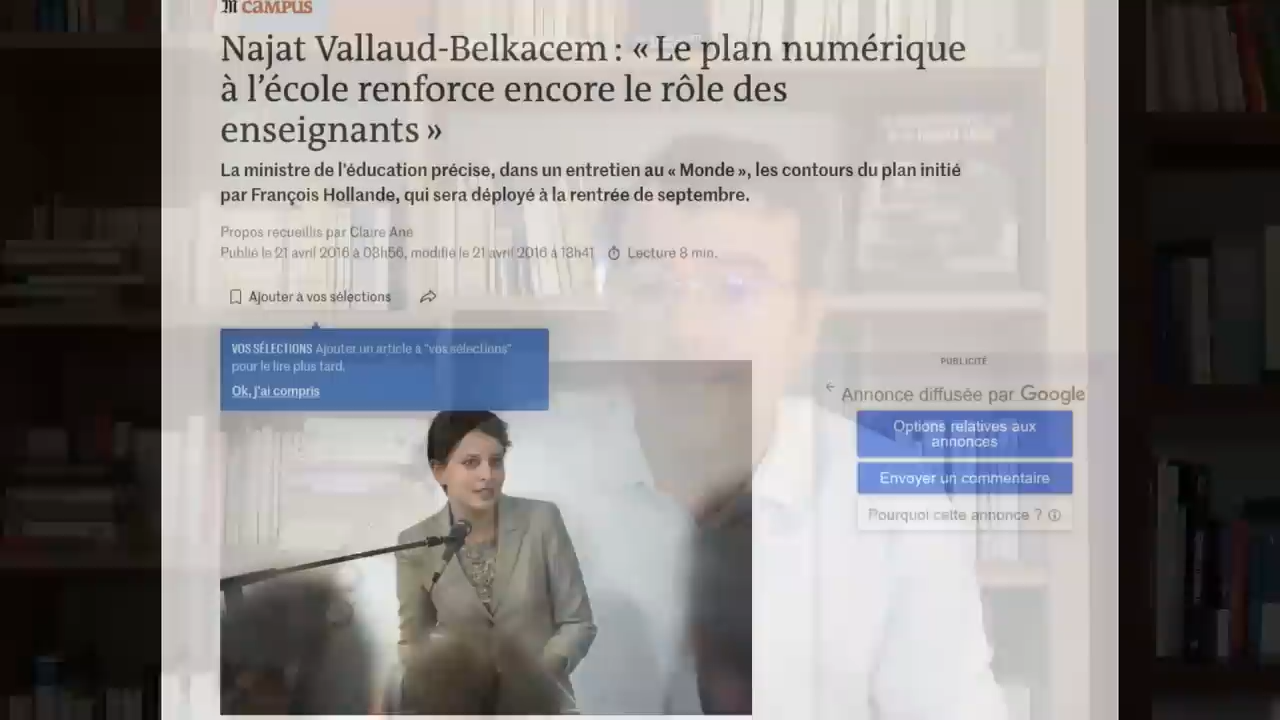 M CAMPUS
Najat Vallaud-Belkacem : « Le plan numérique
à l'école renforce encore le rôle des
enseignants »
La ministre de l'éducation précise, dans un entretien au « Monde », les contours du plan initié
par François Hollande, qui sera déployé à la rentrée de septembre.
Propos recueillis par Claire Ané
Publié le 21 avril 2016 à 03h56, modifié le 21 avril 2016 à 13h41 Lecture 8 min.
Ajouter à vos sélections
VOS SÉLECTIONS Ajouter un article à "vos sélections"
pour le lire plus tard.
Ok, j'ai compris
PUBLICITÉ
Annonce diffusée par Google
Options relatives aux
annonces
Envoyer un commentaire
Pourquoi cette annonce ?